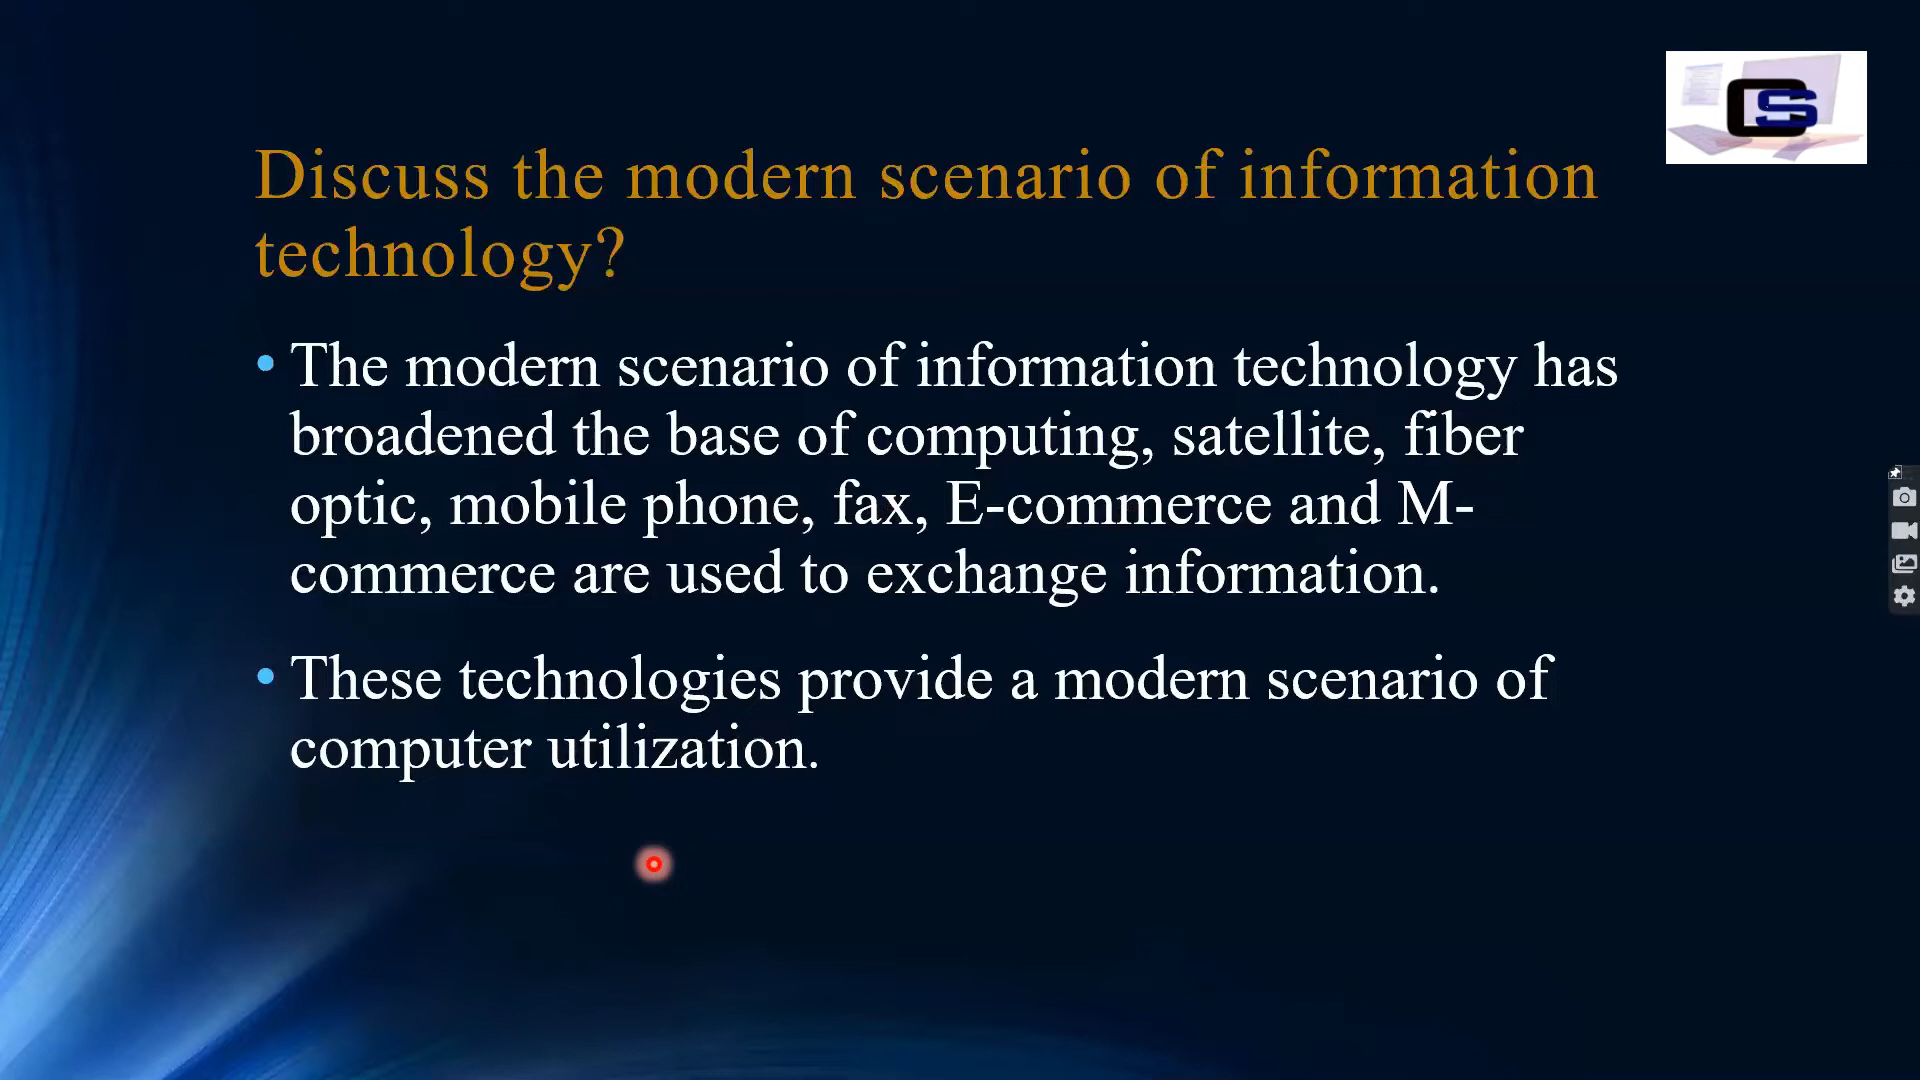 CS
Discuss the modern scenario of information
technology?
• The modern scenario of information technology has
broadened the base of computing, satellite, fiber
optic, mobile phone, fax, E-commerce and M-
commerce are used to exchange information.
• These technologies provide a modern scenario of
computer utilization.